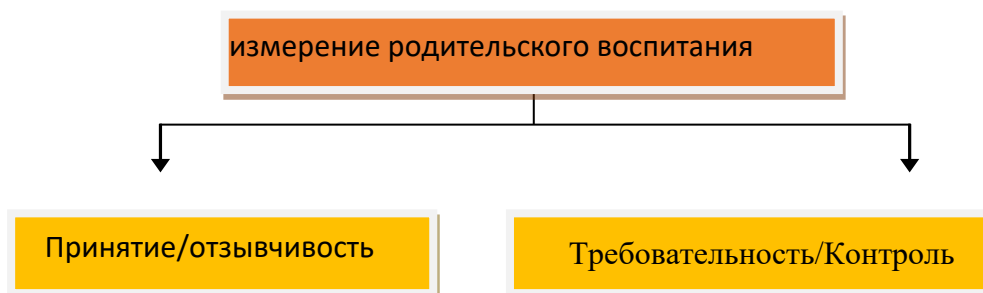 измерение родительского воспитания
Принятие/отзывчивость
Требовательность/Контроль